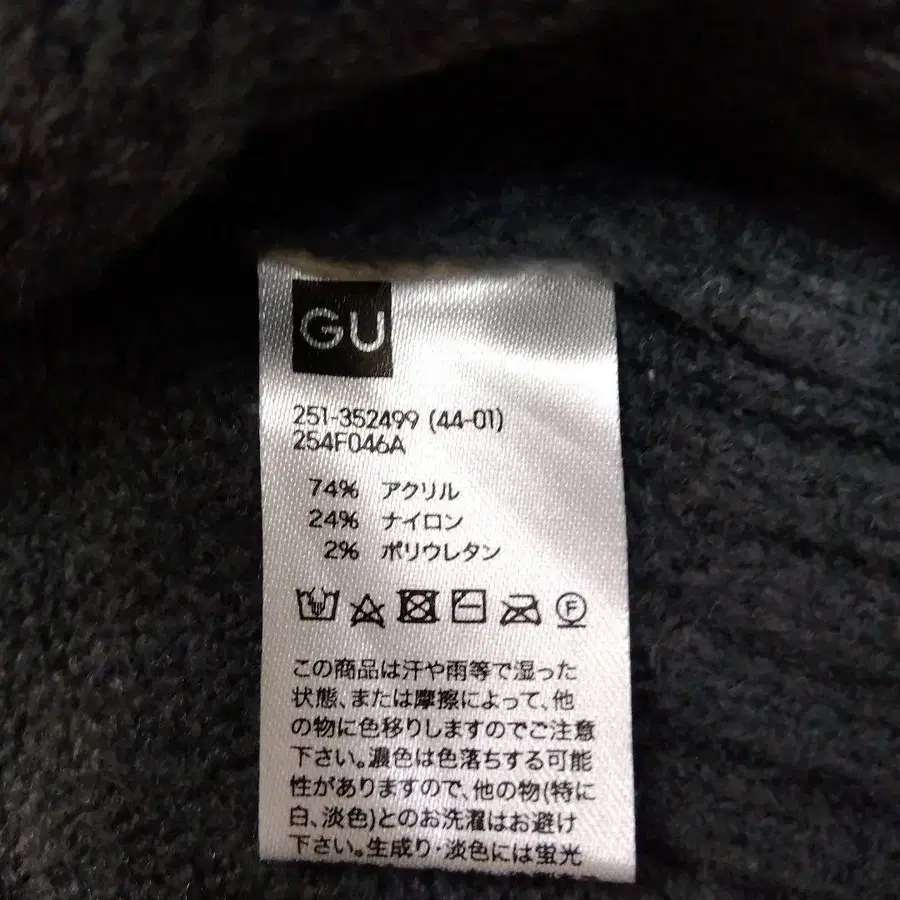 GU
251-352499 (44-01)
254F046A
74% アクリル
24% ナイロン
2% ポリウレタン
F
この商品は汗や雨等で湿った
状態、または摩擦によって、他
の物に色移りしますのでご注意
下さい。濃色は色落ちする可能
性がありますので、他の物(特に
白、淡色)とのお洗濯はお避け
下さい。生成り・淡色には蛍光